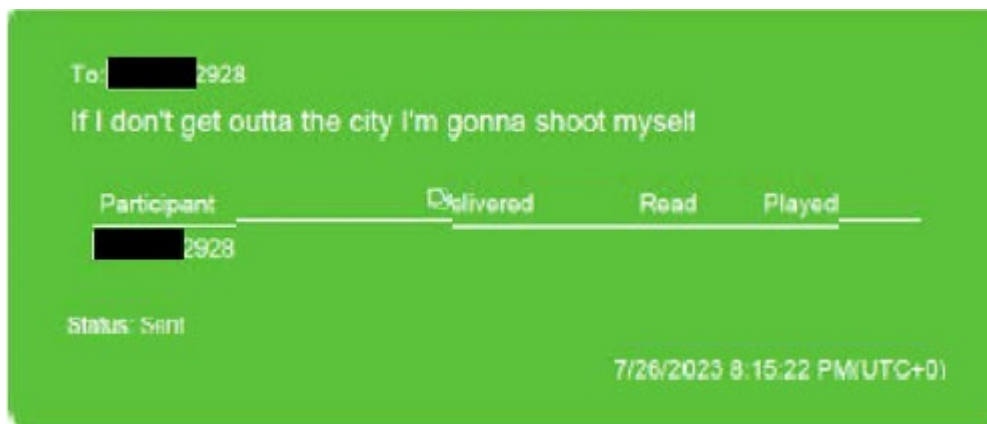 To: 2928
If I don't get outta the city I'm gonna shoot myself
Participant Delivered Read Played
2928
Status: Sent
7/26/2023 8:15:22 PM(UTC+0)